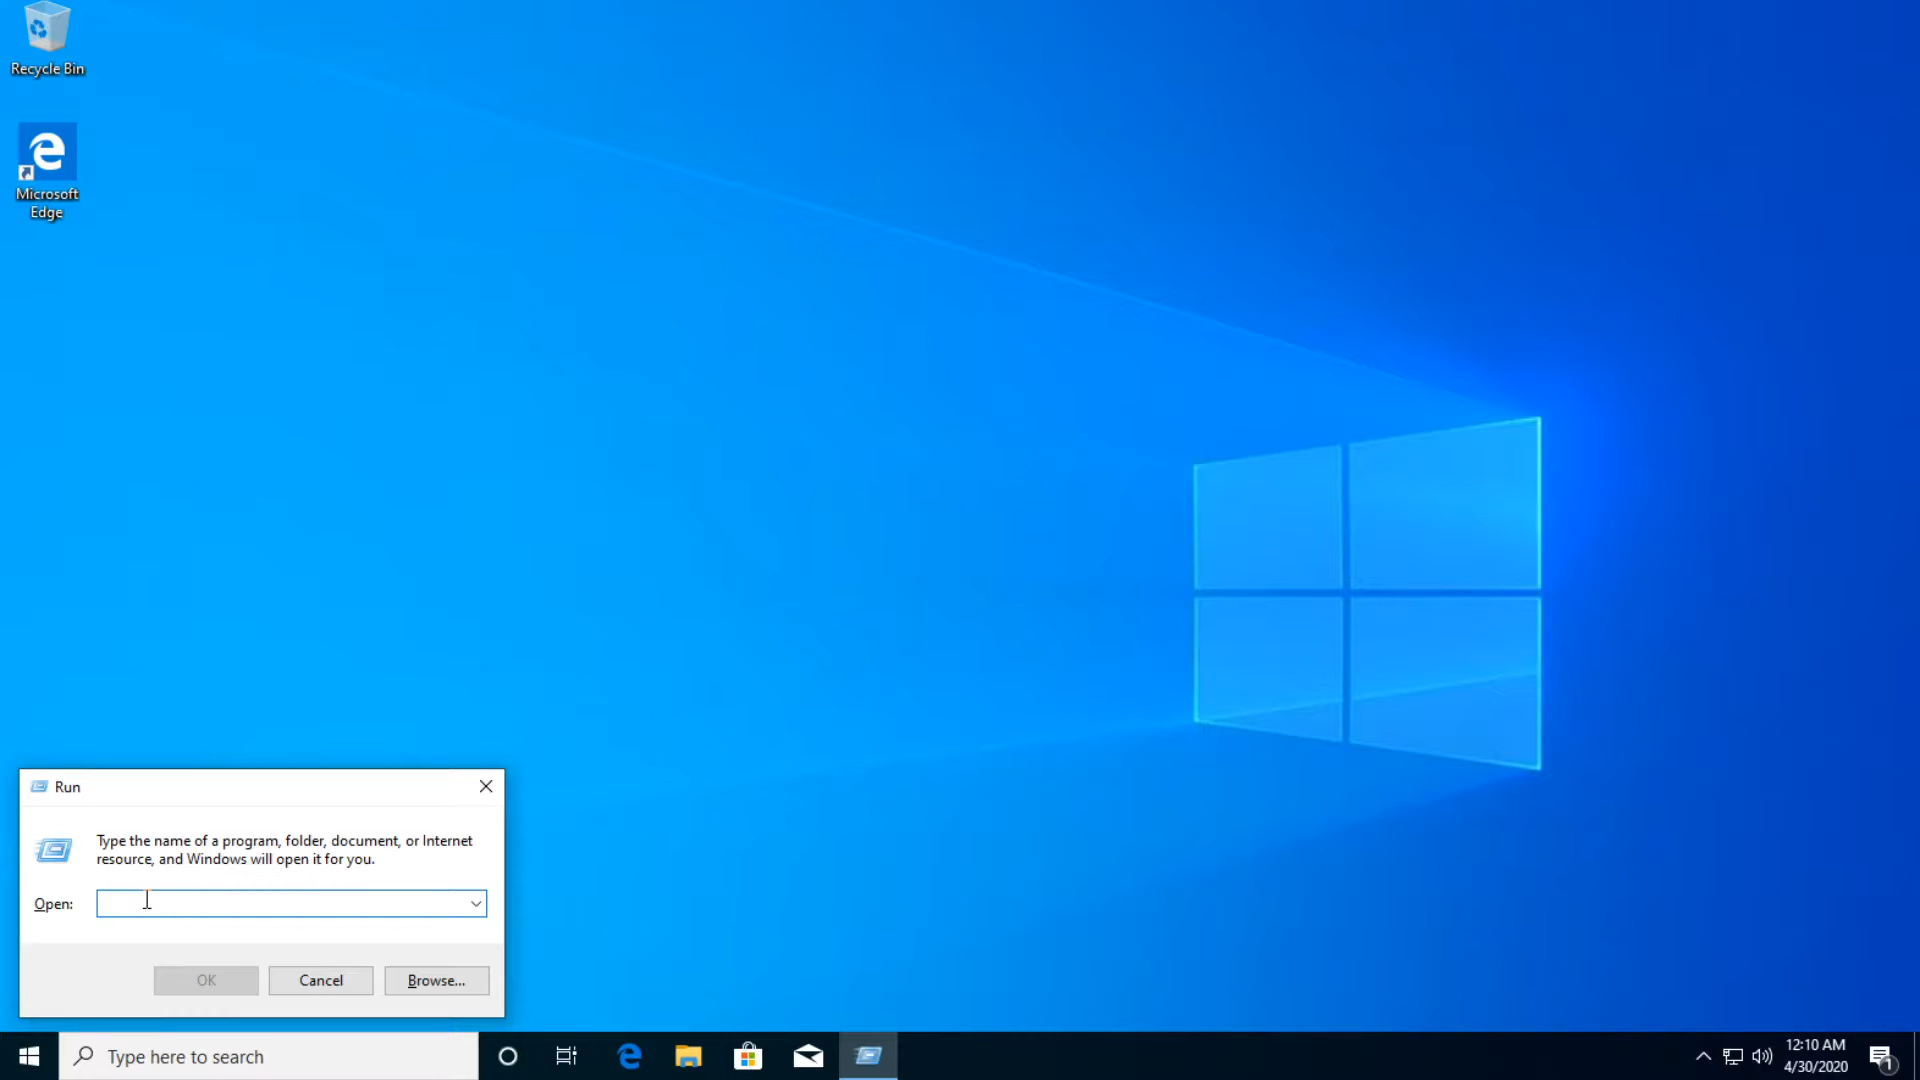 Recycle Bin
Microsoft
Edge
Run
Type the name of a program, folder, document, or Internet
resource, and Windows will open it for you.
Open:
OK
Cancel
Browse...
Type here to search
12:10 AM
4/30/2020
1